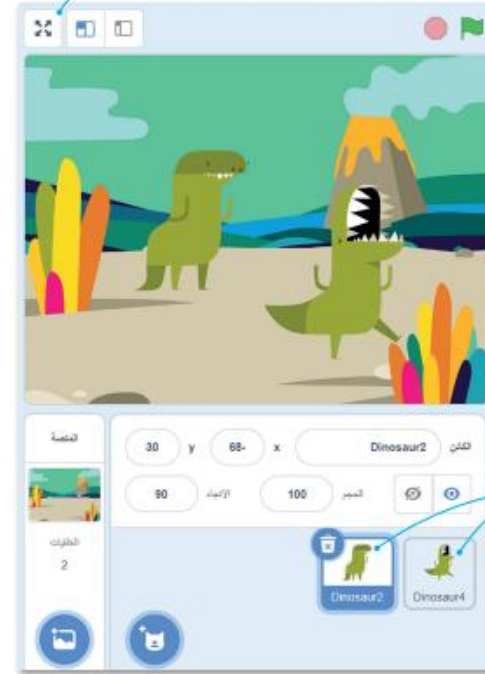 المنصة
الكائن Dinosaur2 x -68 y 30
الحجم 100 الاتجاه 90
الخلفيات
2
Dinosaur2 Dinosaur4